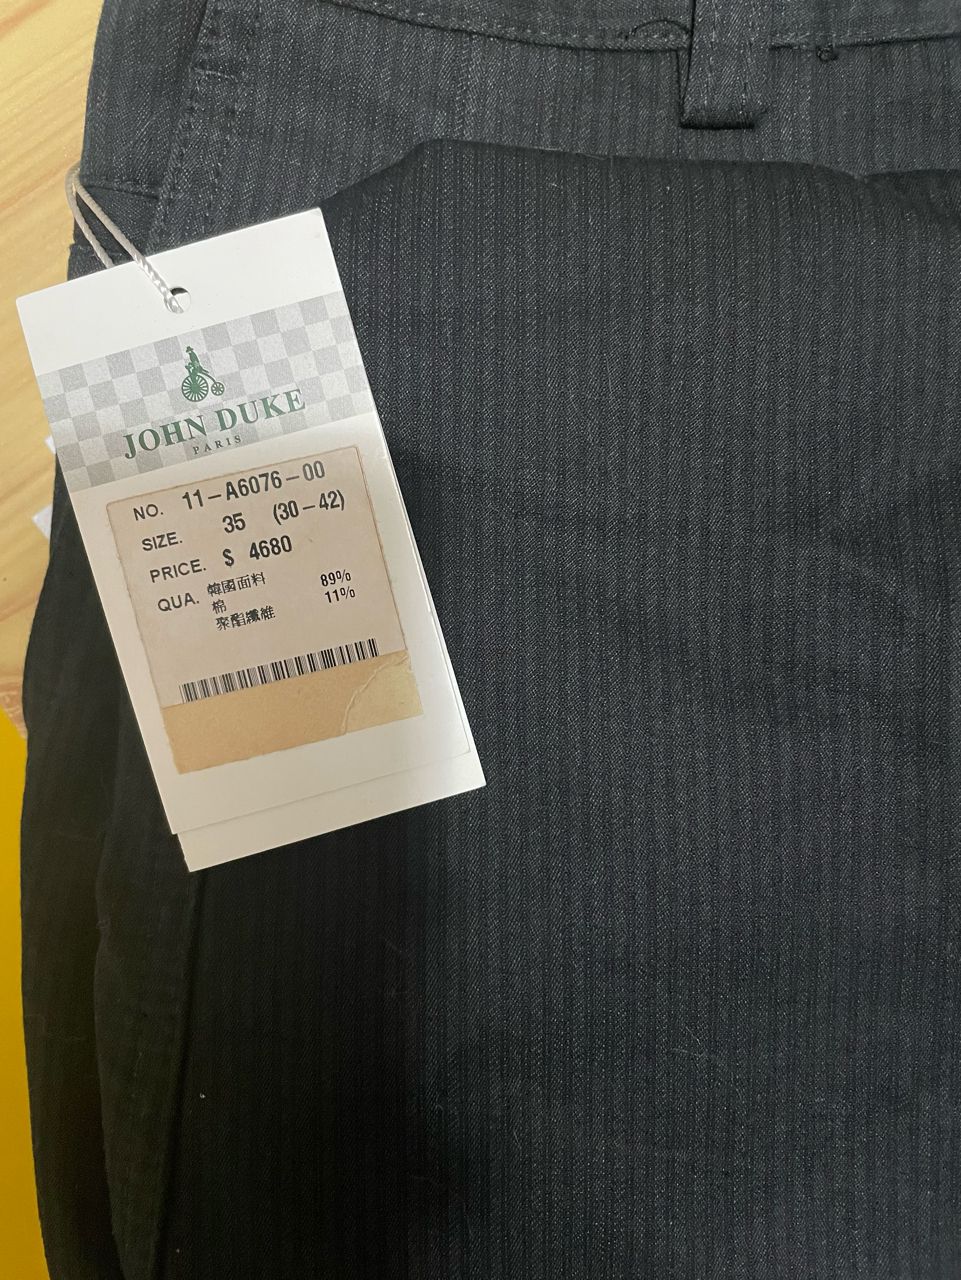 JOHN DUKE
PARIS
NO. 11-A6076-00
SIZE. 35 (30-42)
PRICE. $ 4680
QUA. 韓國面料
棉 89%
聚酯纖維 11%